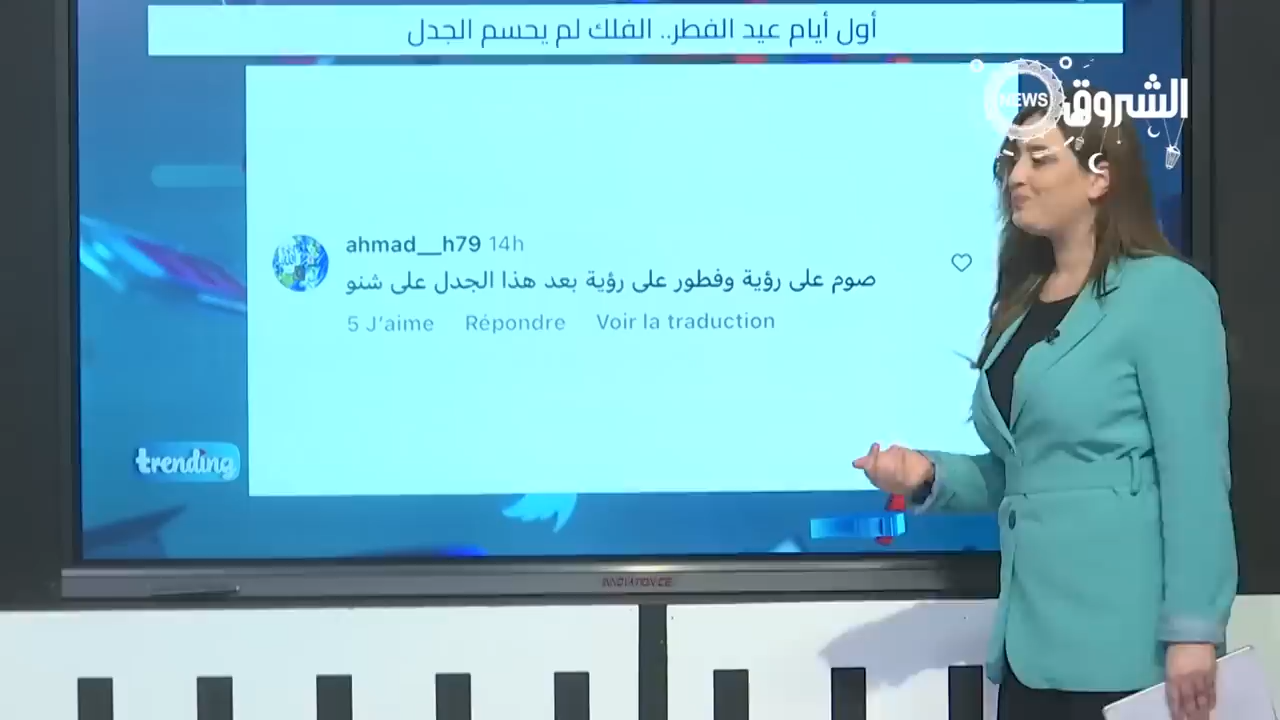 أول أيام عيد الفطر.. الفلك لم يحسم الجدل
الشروق
NEWS
ahmad__h79 14h
صوم على رؤية وفطور على رؤية بعد هذا الجدل على شنو
5 J'aime Répondre Voir la traduction
trending